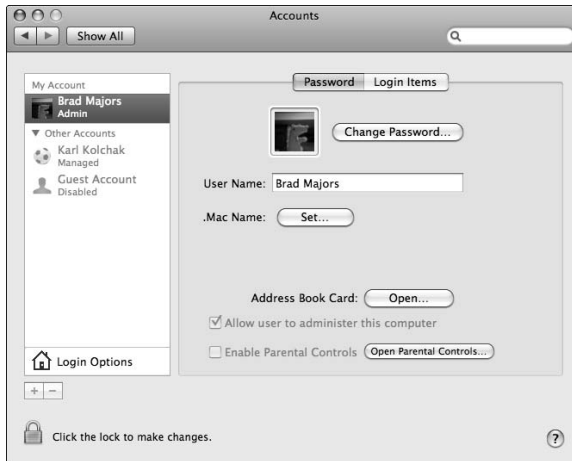 Accounts
Show All
My Account
Brad Majors
Admin
Other Accounts
Karl Kolchak
Managed
Guest Account
Disabled
Login Options
+ −
Password Login Items
Change Password...
User Name: Brad Majors
.Mac Name: Set...
Address Book Card: Open...
Allow user to administer this computer
Enable Parental Controls Open Parental Controls...
Click the lock to make changes.
?